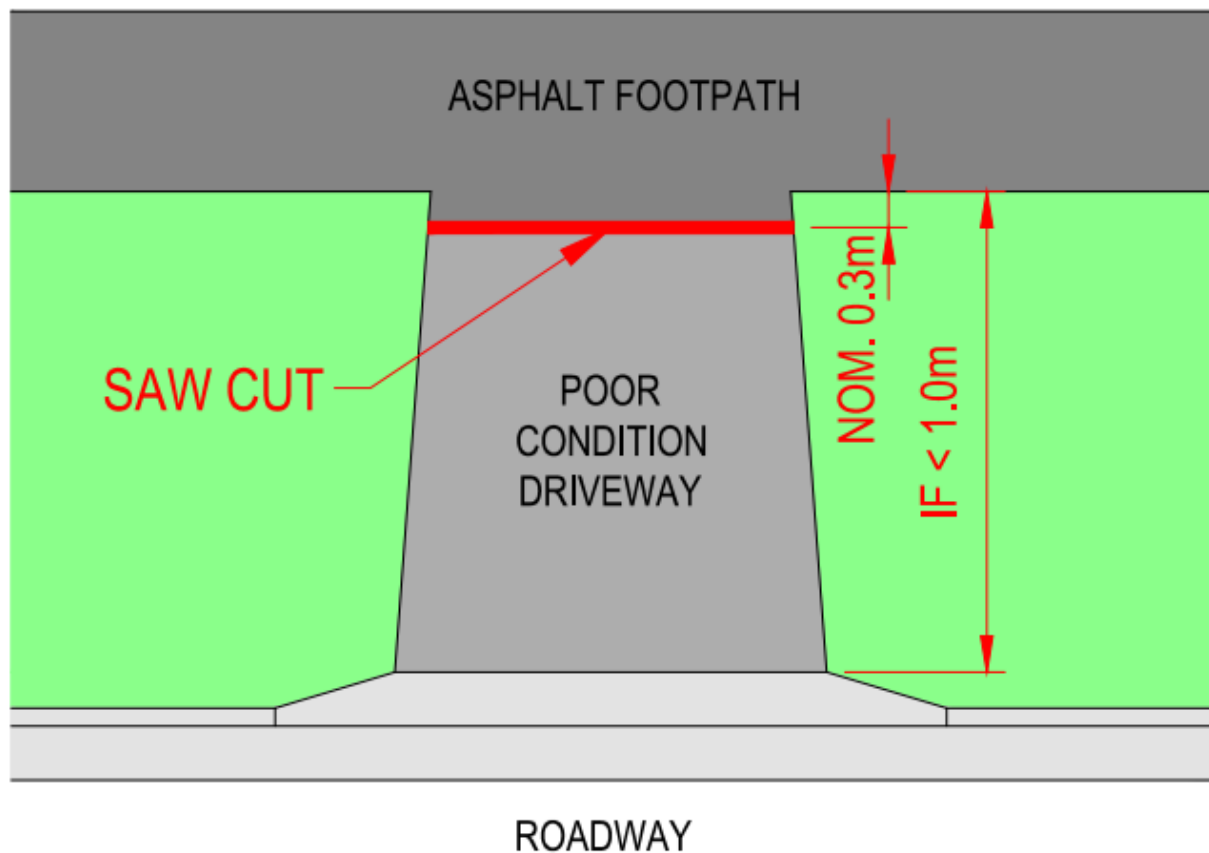 ASPHALT FOOTPATH
SAW CUT
POOR
CONDITION
DRIVEWAY
NOM. 0.3m
IF < 1.0m
ROADWAY